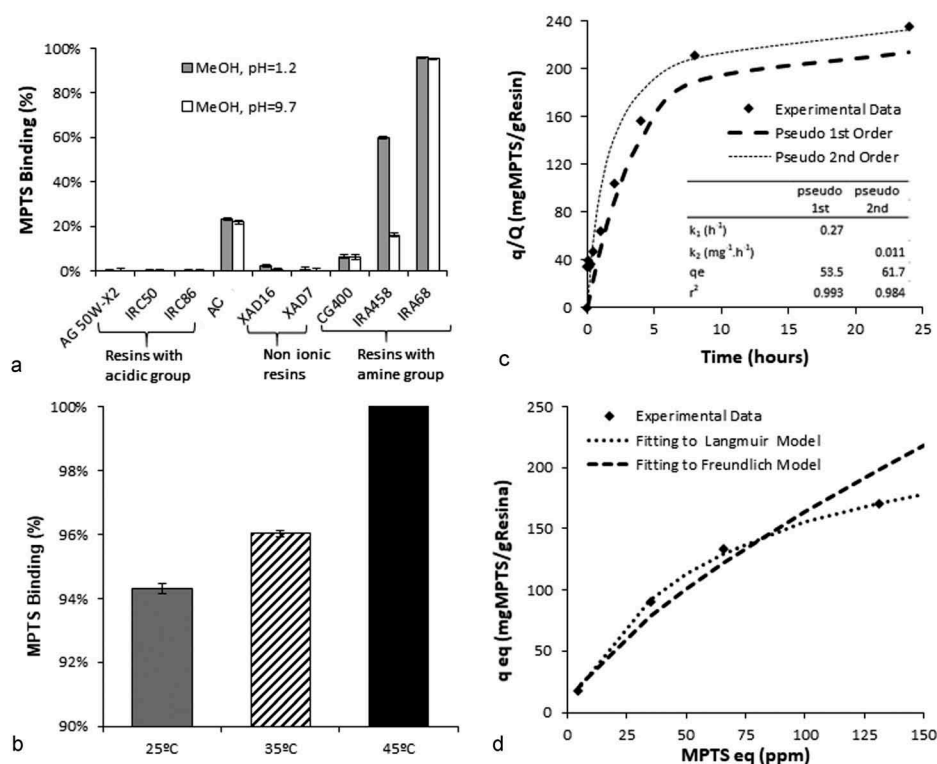 100%
80%
60%
40%
20%
0%
MPTS Binding (%)
MeOH, pH=1.2
MeOH, pH=9.7
AG 50W-X2
IRC50
IRC86
AC
XAD16
XAD7
CG400
IRA458
IRA68
Resins with
acidic group
Non ionic
resins
Resins with
amine group
a
240
200
160
120
80
40
0
q/Q (mgMPTS/gResin)
Experimental Data
Pseudo 1st Order
Pseudo 2nd Order
pseudo pseudo
1st 2nd
k₁ (h⁻¹) 0.27
k₂ (mg⁻¹.h⁻¹) 0.011
qe 53.5 61.7
r² 0.993 0.984
0 5 10 15 20 25
Time (hours)
c
100%
98%
96%
94%
92%
90%
MPTS Binding (%)
25ºC 35ºC 45ºC
b
250
200
150
100
50
0
q eq (mgMPTS/gResina)
Experimental Data
Fitting to Langmuir Model
Fitting to Freundlich Model
0 25 50 75 100 125 150
MPTS eq (ppm)
d